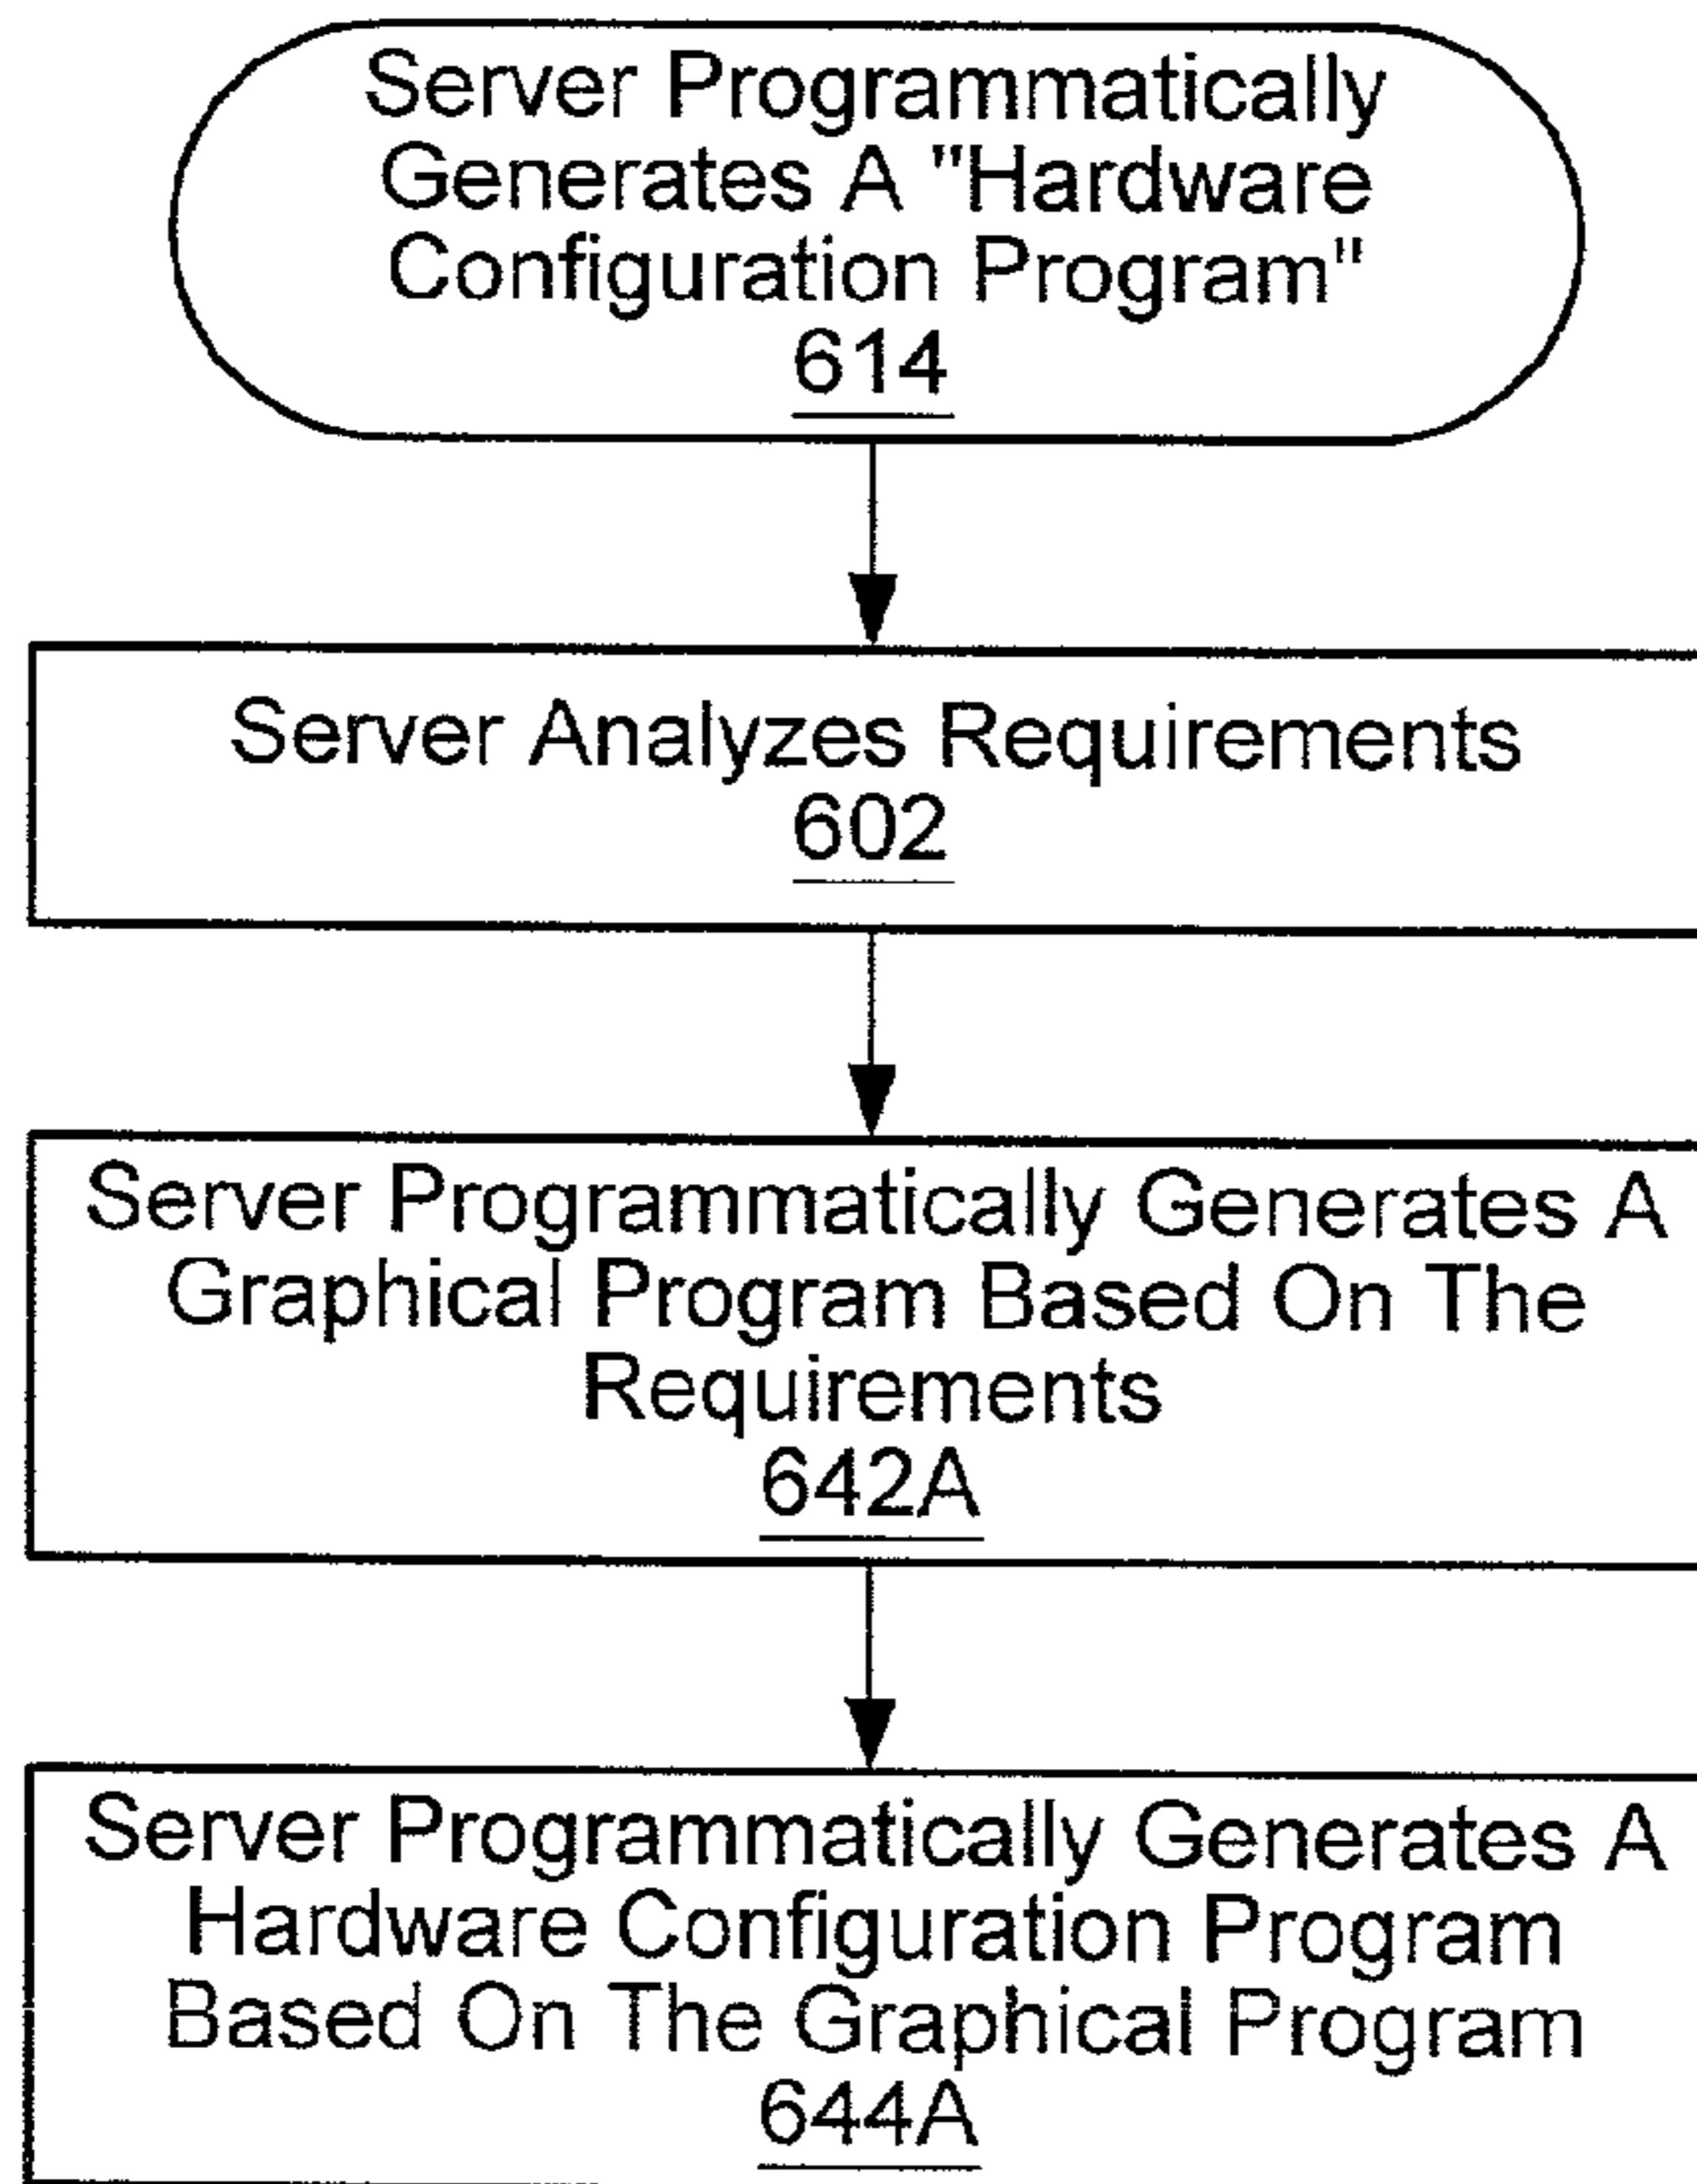 Server Programmatically
Generates A "Hardware
Configuration Program"
614
Server Analyzes Requirements
602
Server Programmatically Generates A
Graphical Program Based On The
Requirements
642A
Server Programmatically Generates A
Hardware Configuration Program
Based On The Graphical Program
644A